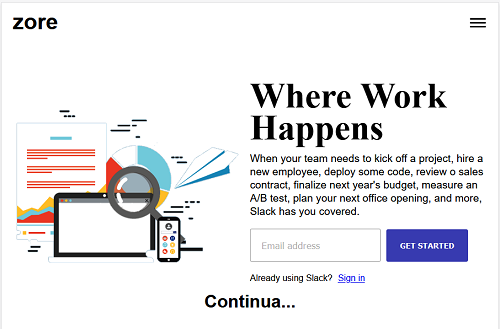 zore
Where Work
Happens
When your team needs to kick off a project, hire a
new employee, deploy some code, review o sales
contract, finalize next year's budget, measure an
A/B test, plan your next office opening, and more,
Slack has you covered.
Email address
GET STARTED
Already using Slack? Sign in
Continua...